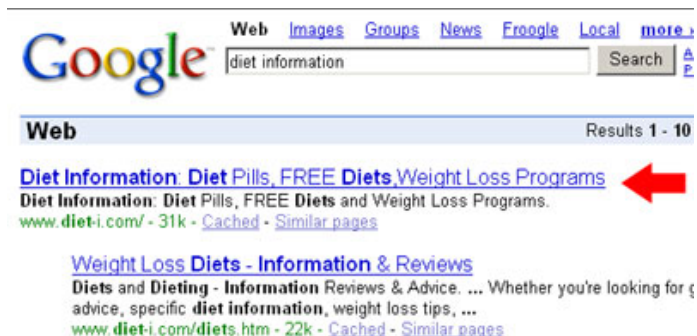 Web Images Groups News Froogle Local more »
Google
diet information
Search
Web Results 1 - 10
Diet Information: Diet Pills, FREE Diets,Weight Loss Programs
Diet Information: Diet Pills, FREE Diets and Weight Loss Programs.
www.diet-i.com/ - 31k - Cached - Similar pages
Weight Loss Diets - Information & Reviews
Diets and Dieting - Information Reviews & Advice. ... Whether you're looking for
advice, specific diet information, weight loss tips, ...
www.diet-i.com/diets.htm - 22k - Cached - Similar pages